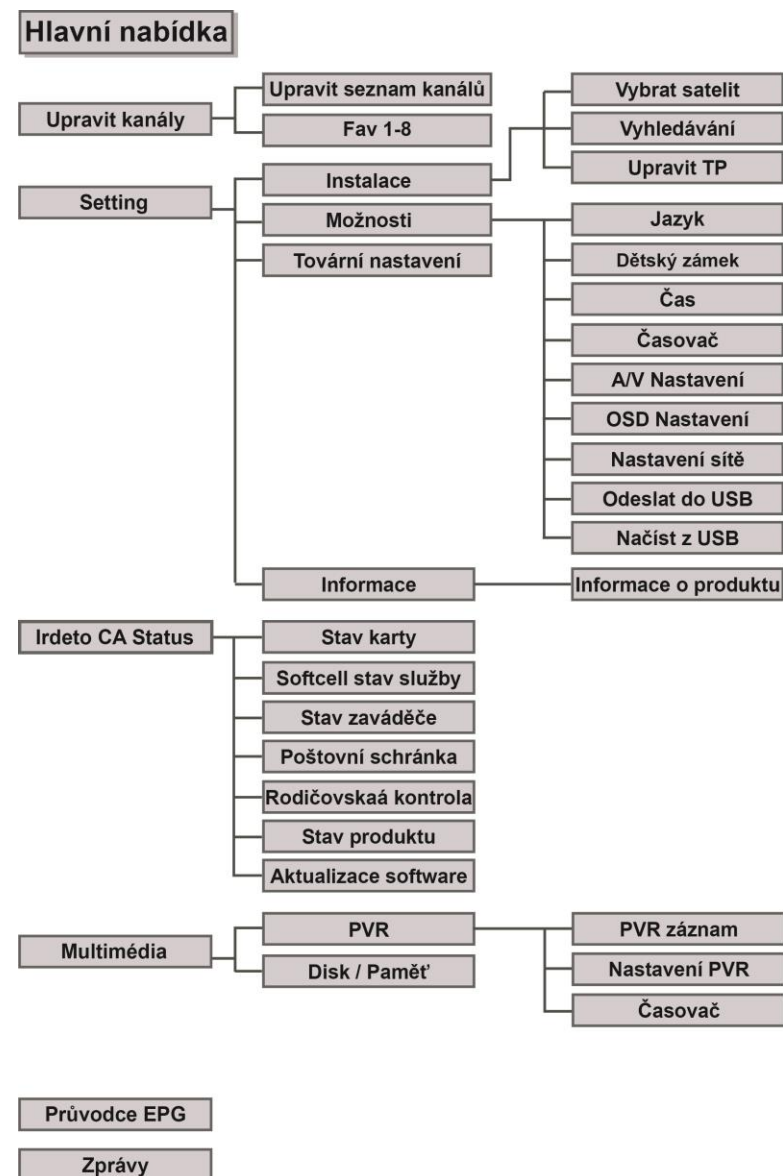 Hlavní nabídka
Upravit kanály
Upravit seznam kanálů
Fav 1-8
Setting
Instalace
Vybrat satelit
Vyhledávání
Upravit TP
Možnosti
Jazyk
Dětský zámek
Čas
Časovač
A/V Nastavení
OSD Nastavení
Nastavení sítě
Odeslat do USB
Načíst z USB
Tovární nastavení
Informace
Informace o produktu
Irdeto CA Status
Stav karty
Softcell stav služby
Stav zaváděče
Poštovní schránka
Rodičovskaá kontrola
Stav produktu
Aktualizace software
Multimédia
PVR
PVR záznam
Nastavení PVR
Časovač
Disk / Paměť
Průvodce EPG
Zprávy